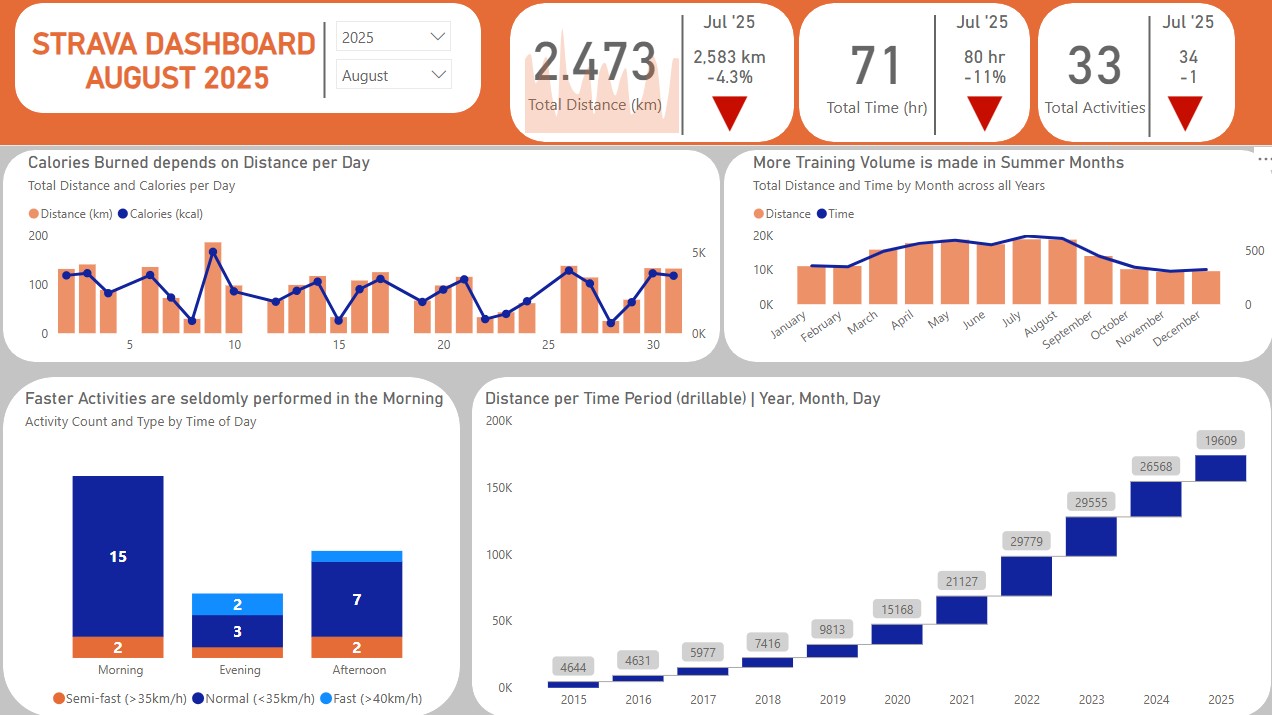 STRAVA DASHBOARD
AUGUST 2025
2025
August
2.473
Total Distance (km)
Jul '25
2,583 km
-4.3%
71
Total Time (hr)
Jul '25
80 hr
-11%
33
Total Activities
Jul '25
34
-1
Calories Burned depends on Distance per Day
Total Distance and Calories per Day
Distance (km) Calories (kcal)
200
100
0
5K
0K
5 10 15 20 25 30
More Training Volume is made in Summer Months
Total Distance and Time by Month across all Years
Distance Time
20K
10K
0K
500
0
January February March April May June July August September October November December
Faster Activities are seldomly performed in the Morning
Activity Count and Type by Time of Day
15
2
2
3
7
2
Morning Evening Afternoon
Semi-fast (>35km/h) Normal (<35km/h) Fast (>40km/h)
Distance per Time Period (drillable) | Year, Month, Day
200K
150K
100K
50K
0K
4644 4631 5977 7416 9813 15168 21127 29779 29555 26568 19609
2015 2016 2017 2018 2019 2020 2021 2022 2023 2024 2025